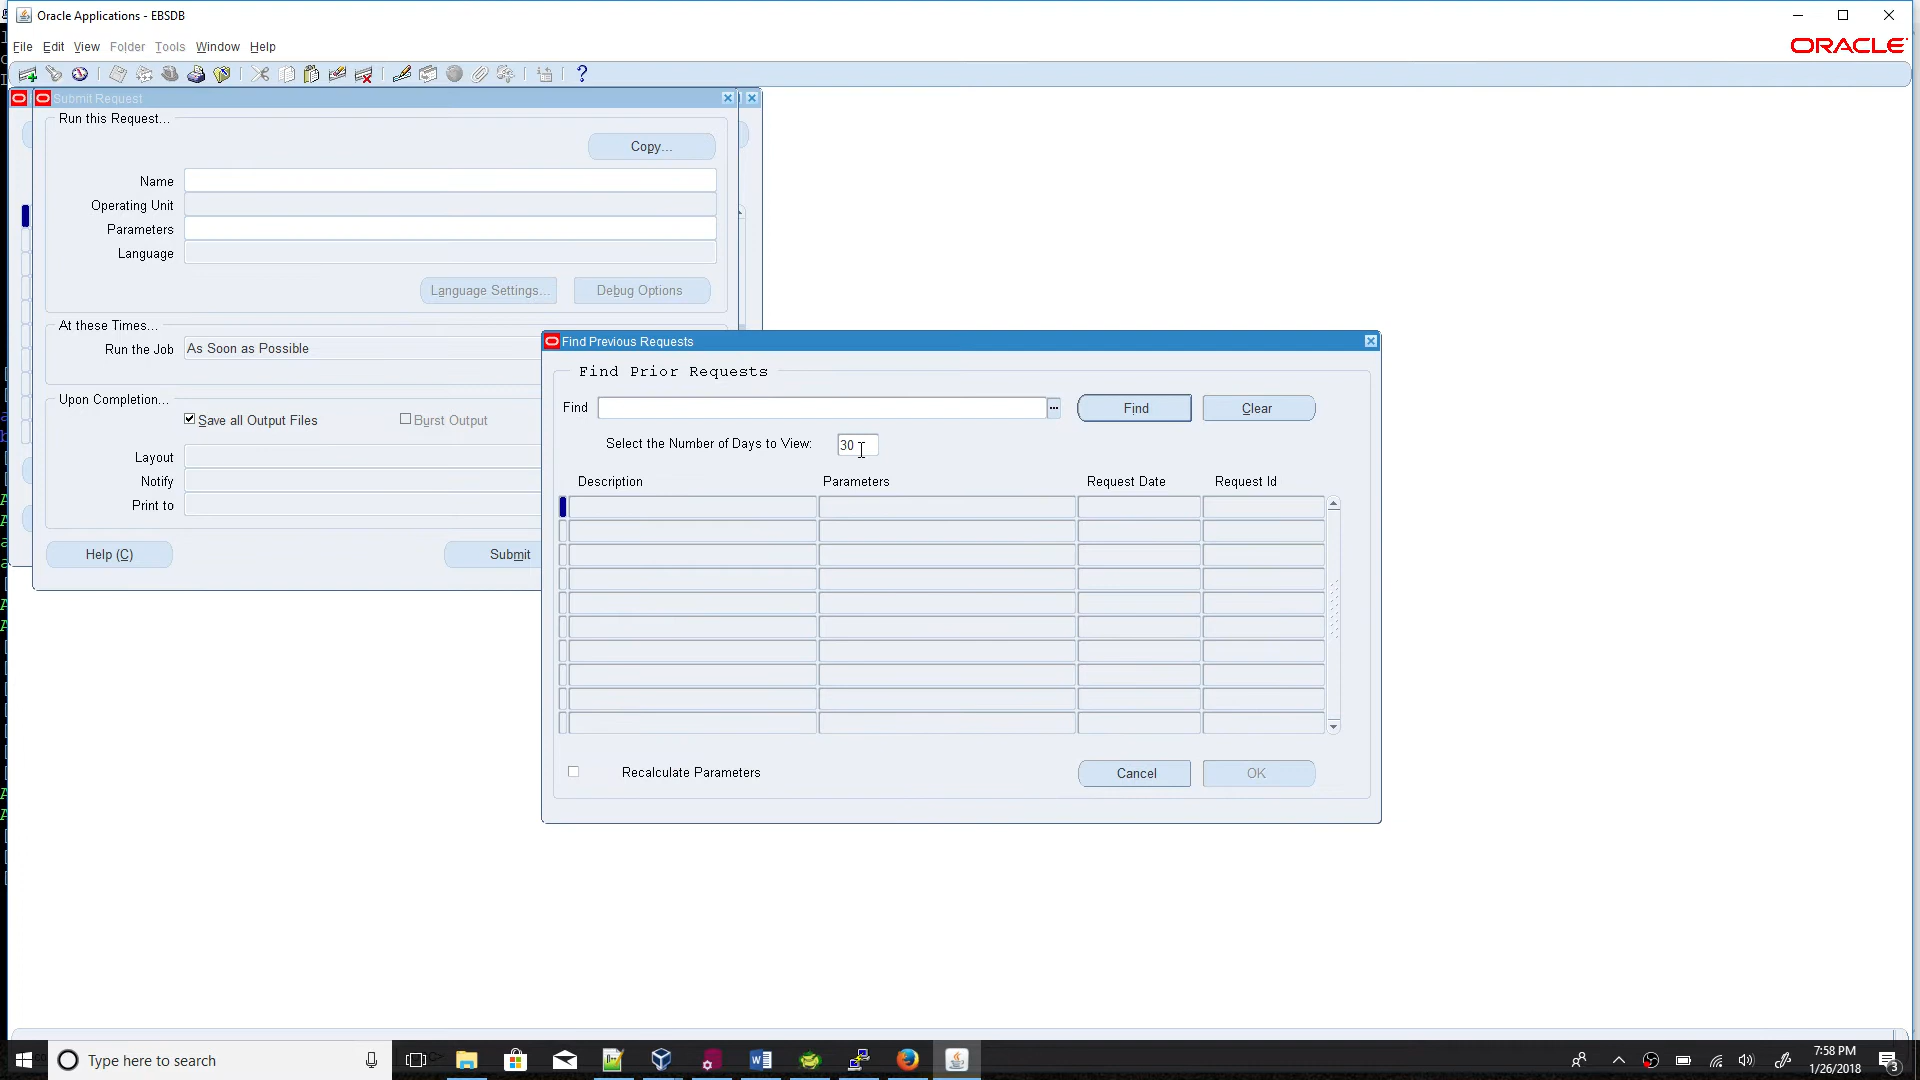 Oracle Applications - EBSDB
File Edit View Folder Tools Window Help
ORACLE
Submit Request
Run this Request...
Copy...
Name
Operating Unit
Parameters
Language
Language Settings...
Debug Options
At these Times...
Run the Job As Soon as Possible
Upon Completion...
Save all Output Files
Burst Output
Layout
Notify
Print to
Help (C)
Submit
Find Previous Requests
Find Prior Requests
Find
Find
Clear
Select the Number of Days to View: 30
Description Parameters Request Date Request Id
Recalculate Parameters
Cancel
OK
Type here to search
7:58 PM
1/26/2018
3